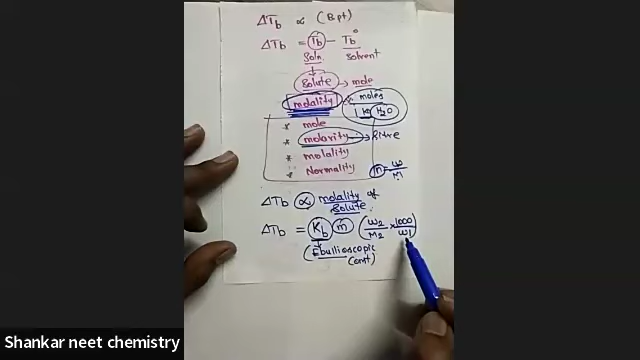 ΔTb ∝ (B.pt)
ΔTb = Tb − Tb°
Soln Solvent
Solute → mole
molality moles
1 kg H2O
* mole
* molarity → litre
* molality
* Normality n = W/M
ΔTb ∝ molality of
Solute.
ΔTb = Kb m (W2/M2 × 1000/W1)
(Ebullioscopic
Const)
Shankar neet chemistry